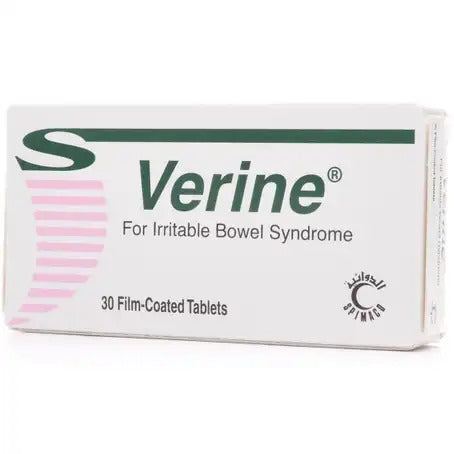 S
Verine®
For Irritable Bowel Syndrome
30 Film-Coated Tablets
الدوائية
SPIMACO